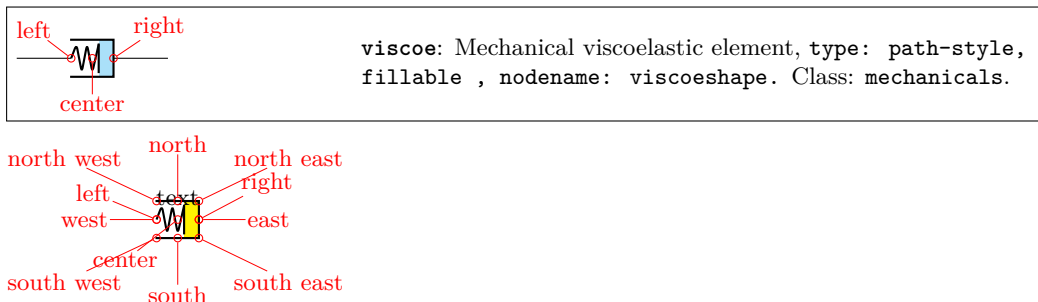 left
right
center
viscoe: Mechanical viscoelastic element, type: path-style,
fillable , nodename: viscoeshape. Class: mechanicals.
north
north west
north east
text
right
left
west
east
center
south west
south east
south